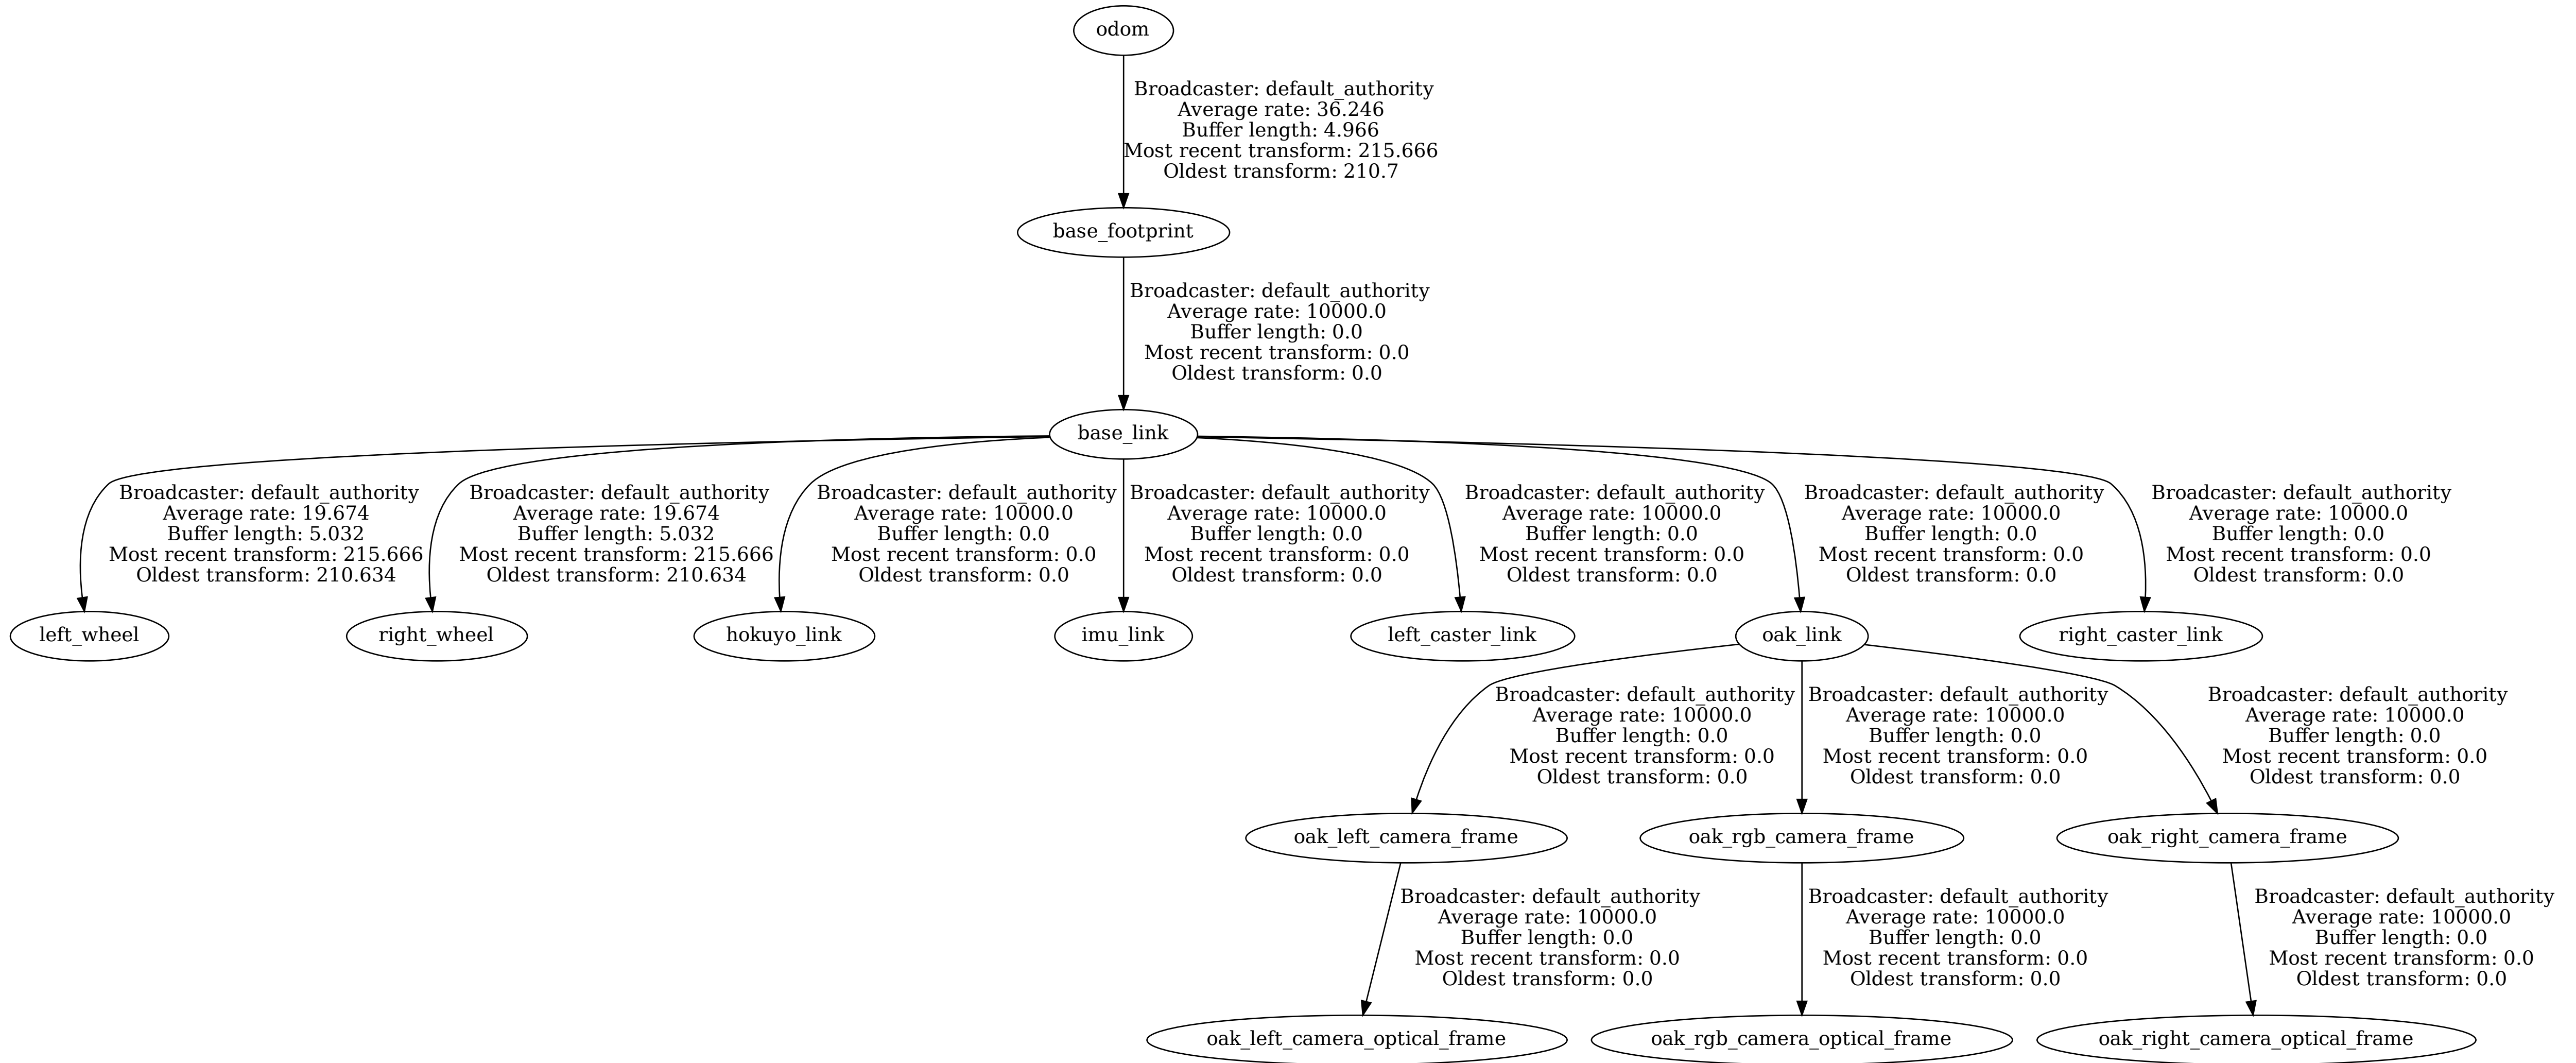 odom
Broadcaster: default_authority
Average rate: 36.246
Buffer length: 4.966
Most recent transform: 215.666
Oldest transform: 210.7
base_footprint
Broadcaster: default_authority
Average rate: 10000.0
Buffer length: 0.0
Most recent transform: 0.0
Oldest transform: 0.0
base_link
Broadcaster: default_authority
Average rate: 19.674
Buffer length: 5.032
Most recent transform: 215.666
Oldest transform: 210.634
Broadcaster: default_authority
Average rate: 19.674
Buffer length: 5.032
Most recent transform: 215.666
Oldest transform: 210.634
Broadcaster: default_authority
Average rate: 10000.0
Buffer length: 0.0
Most recent transform: 0.0
Oldest transform: 0.0
Broadcaster: default_authority
Average rate: 10000.0
Buffer length: 0.0
Most recent transform: 0.0
Oldest transform: 0.0
Broadcaster: default_authority
Average rate: 10000.0
Buffer length: 0.0
Most recent transform: 0.0
Oldest transform: 0.0
Broadcaster: default_authority
Average rate: 10000.0
Buffer length: 0.0
Most recent transform: 0.0
Oldest transform: 0.0
Broadcaster: default_authority
Average rate: 10000.0
Buffer length: 0.0
Most recent transform: 0.0
Oldest transform: 0.0
left_wheel
right_wheel
hokuyo_link
imu_link
left_caster_link
oak_link
right_caster_link
Broadcaster: default_authority
Average rate: 10000.0
Buffer length: 0.0
Most recent transform: 0.0
Oldest transform: 0.0
Broadcaster: default_authority
Average rate: 10000.0
Buffer length: 0.0
Most recent transform: 0.0
Oldest transform: 0.0
Broadcaster: default_authority
Average rate: 10000.0
Buffer length: 0.0
Most recent transform: 0.0
Oldest transform: 0.0
oak_left_camera_frame
oak_rgb_camera_frame
oak_right_camera_frame
Broadcaster: default_authority
Average rate: 10000.0
Buffer length: 0.0
Most recent transform: 0.0
Oldest transform: 0.0
Broadcaster: default_authority
Average rate: 10000.0
Buffer length: 0.0
Most recent transform: 0.0
Oldest transform: 0.0
Broadcaster: default_authority
Average rate: 10000.0
Buffer length: 0.0
Most recent transform: 0.0
Oldest transform: 0.0
oak_left_camera_optical_frame
oak_rgb_camera_optical_frame
oak_right_camera_optical_frame